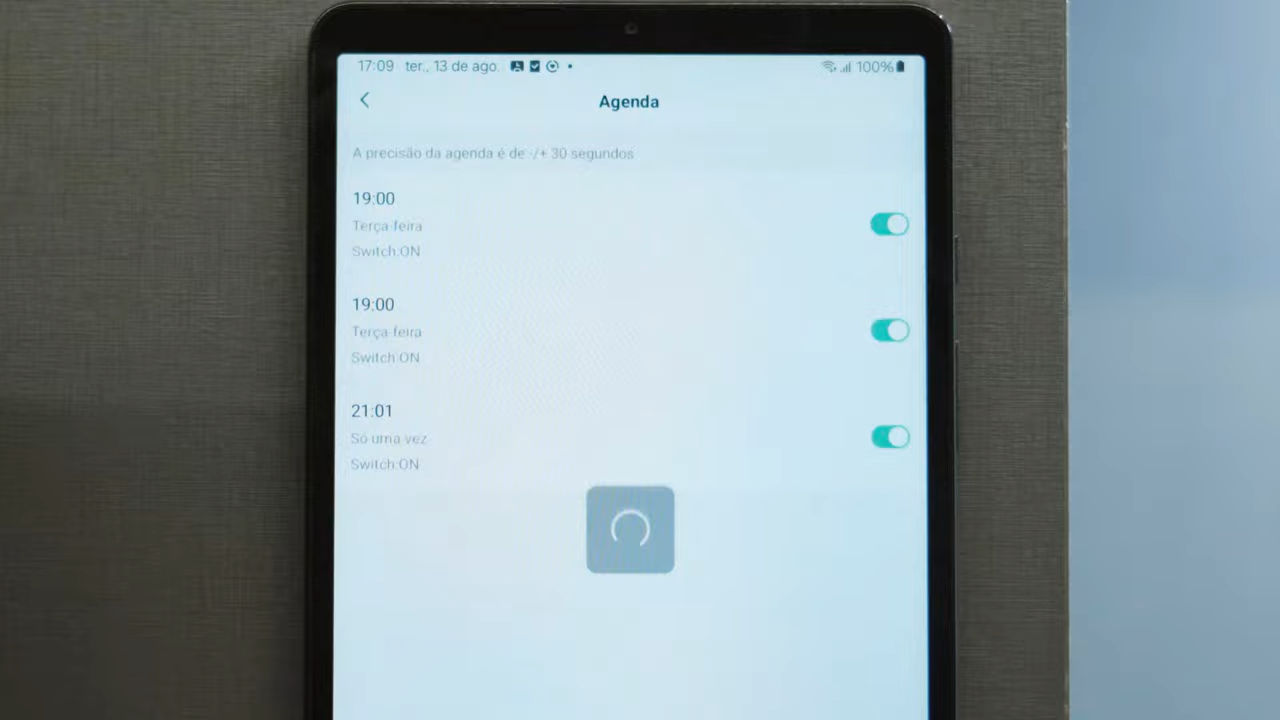 17:09 ter., 13 de ago. 100%
Agenda
A precisão da agenda é de -/+ 30 segundos
19:00
Terça-feira
Switch:ON
19:00
Terça-feira
Switch:ON
21:01
Só uma vez
Switch:ON